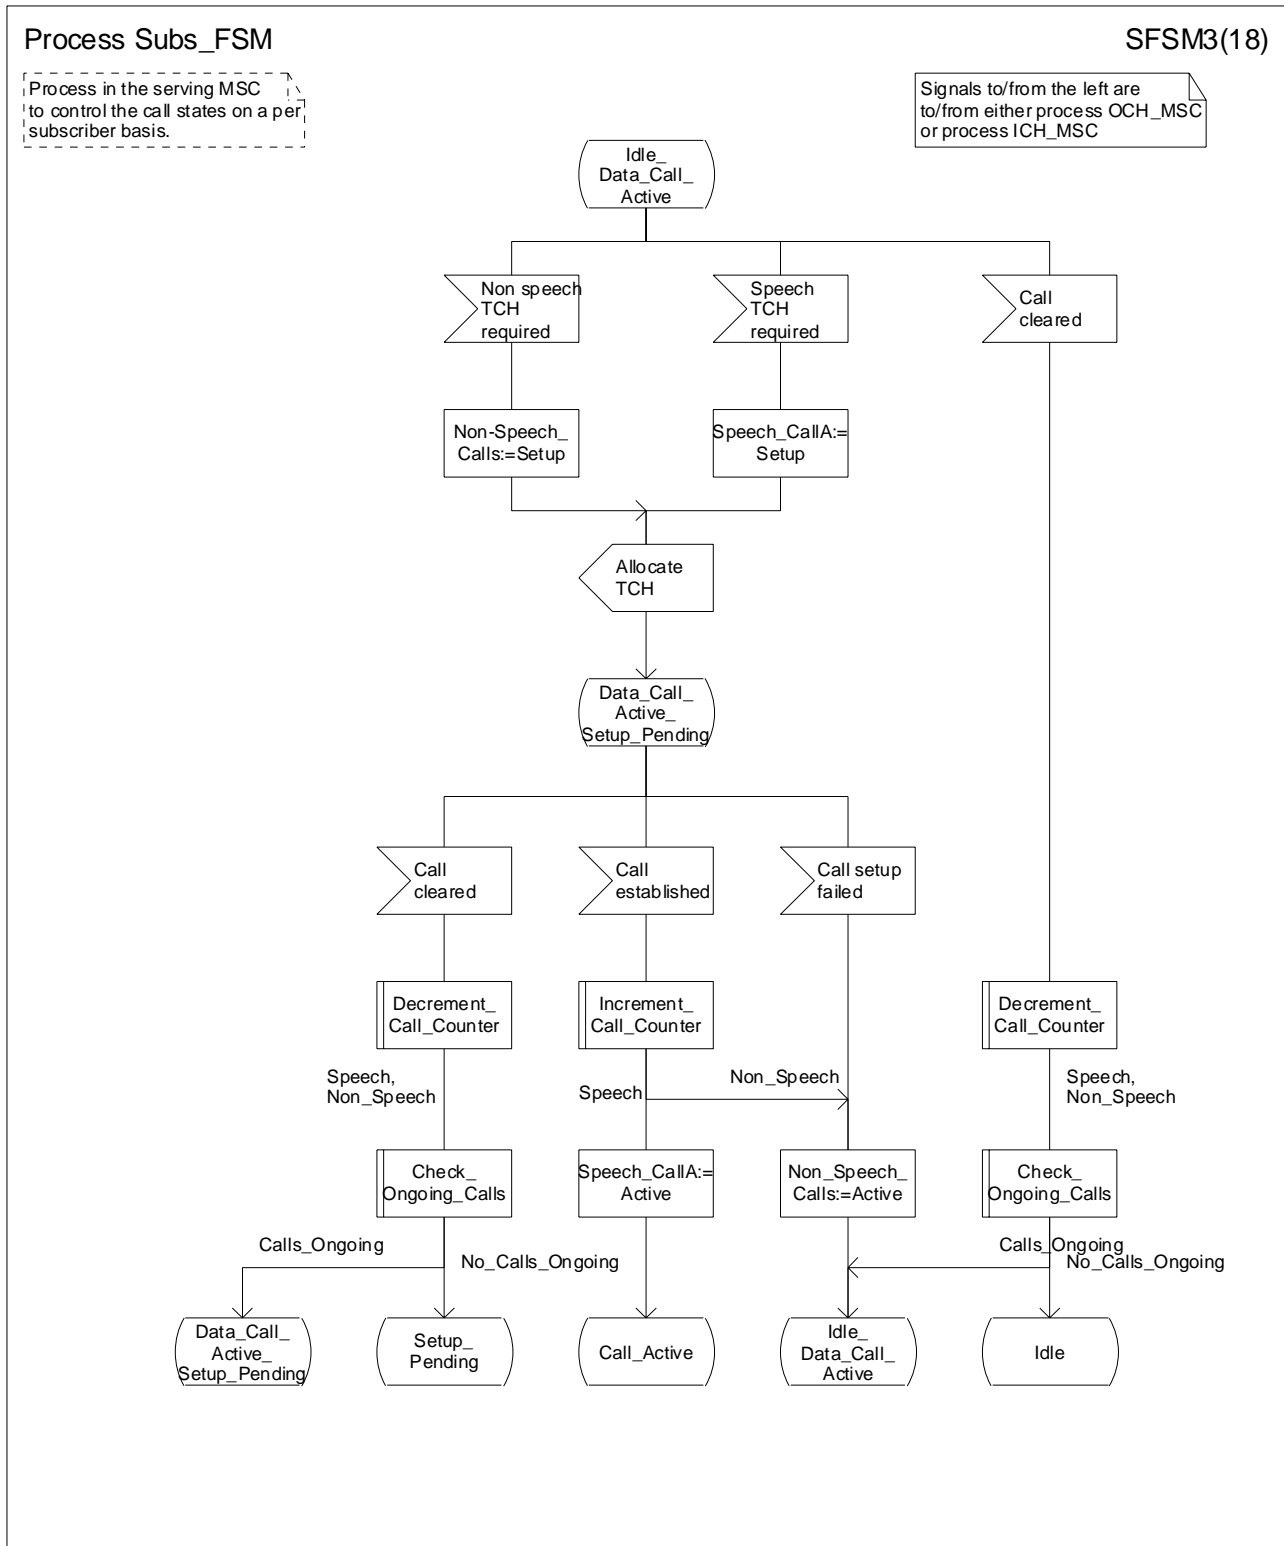 Process Subs_FSM
SFSM3(18)
Process in the serving MSC
to control the call states on a per
subscriber basis.
Signals to/from the left are
to/from either process OCH_MSC
or process ICH_MSC
Idle_
Data_Call_
Active
Non speech
TCH
required
Speech
TCH
required
Call
cleared
Non-Speech_
Calls:=Setup
Speech_CallA:=
Setup
Allocate
TCH
Data_Call_
Active_
Setup_Pending
Call
cleared
Call
established
Call setup
failed
Decrement_
Call_Counter
Increment_
Call_Counter
Decrement_
Call_Counter
Speech,
Non_Speech
Speech
Non_Speech
Speech,
Non_Speech
Check_
Ongoing_Calls
Speech_CallA:=
Active
Non_Speech_
Calls:=Active
Check_
Ongoing_Calls
Calls_Ongoing
No_Calls_Ongoing
Calls_Ongoing
No_Calls_Ongoing
Data_Call_
Active_
Setup_Pending
Setup_
Pending
Call_Active
Idle_
Data_Call_
Active
Idle